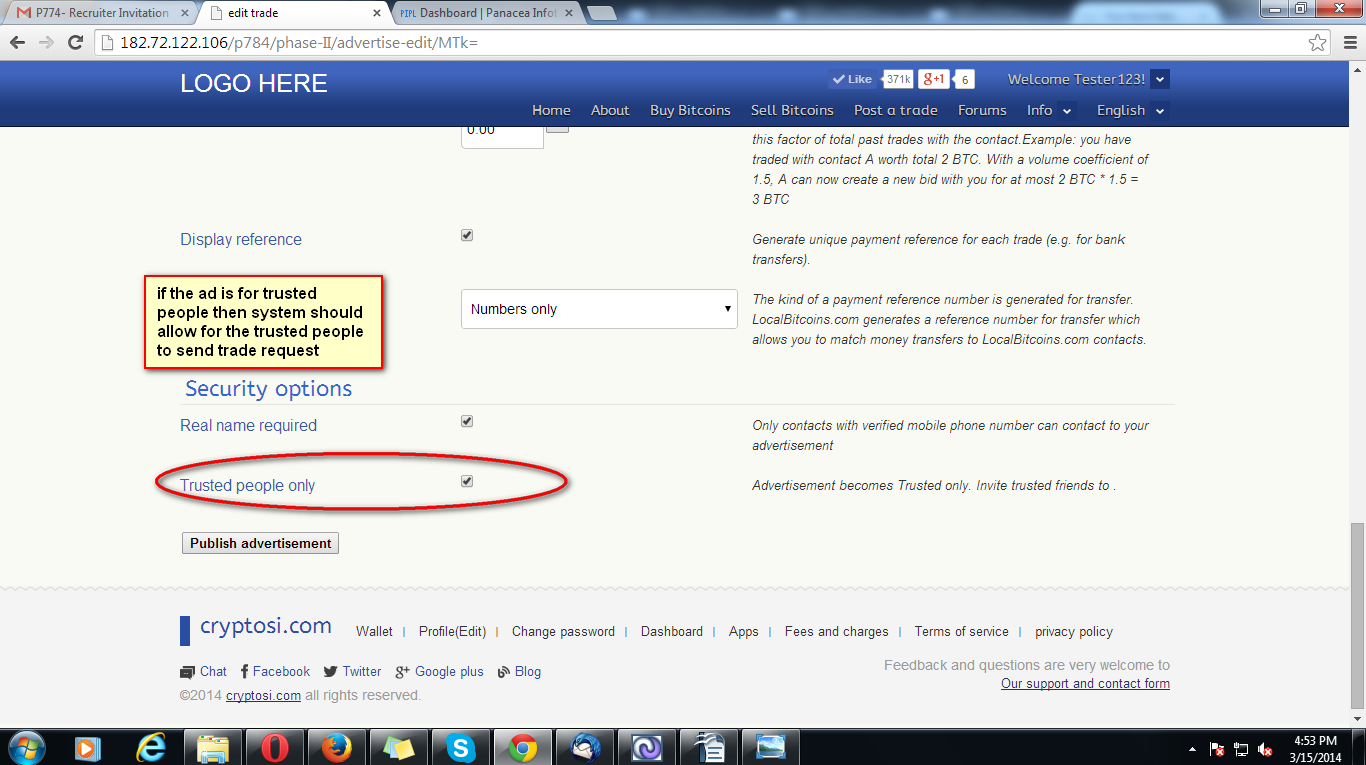 P774- Recruiter Invitation
edit trade
PIPL Dashboard | Panacea Infot
182.72.122.106/p784/phase-II/advertise-edit/MTk=
LOGO HERE
Like 371k +1 6
Welcome Tester123!
Home About Buy Bitcoins Sell Bitcoins Post a trade Forums Info English
0.00
this factor of total past trades with the contact.Example: you have
traded with contact A worth total 2 BTC. With a volume coefficient of
1.5, A can now create a new bid with you for at most 2 BTC * 1.5 =
3 BTC
Display reference
Generate unique payment reference for each trade (e.g. for bank
transfers).
if the ad is for trusted
people then system should
allow for the trusted people
to send trade request
Numbers only
The kind of a payment reference number is generated for transfer.
LocalBitcoins.com generates a reference number for transfer which
allows you to match money transfers to LocalBitcoins.com contacts.
Security options
Real name required
Only contacts with verified mobile phone number can contact to your
advertisement
Trusted people only
Advertisement becomes Trusted only. Invite trusted friends to .
Publish advertisement
cryptosi.com
Wallet | Profile(Edit) | Change password | Dashboard | Apps | Fees and charges | Terms of service | privacy policy
Chat Facebook Twitter Google plus Blog
©2014 cryptosi.com all rights reserved.
Feedback and questions are very welcome to
Our support and contact form
4:53 PM
3/15/2014